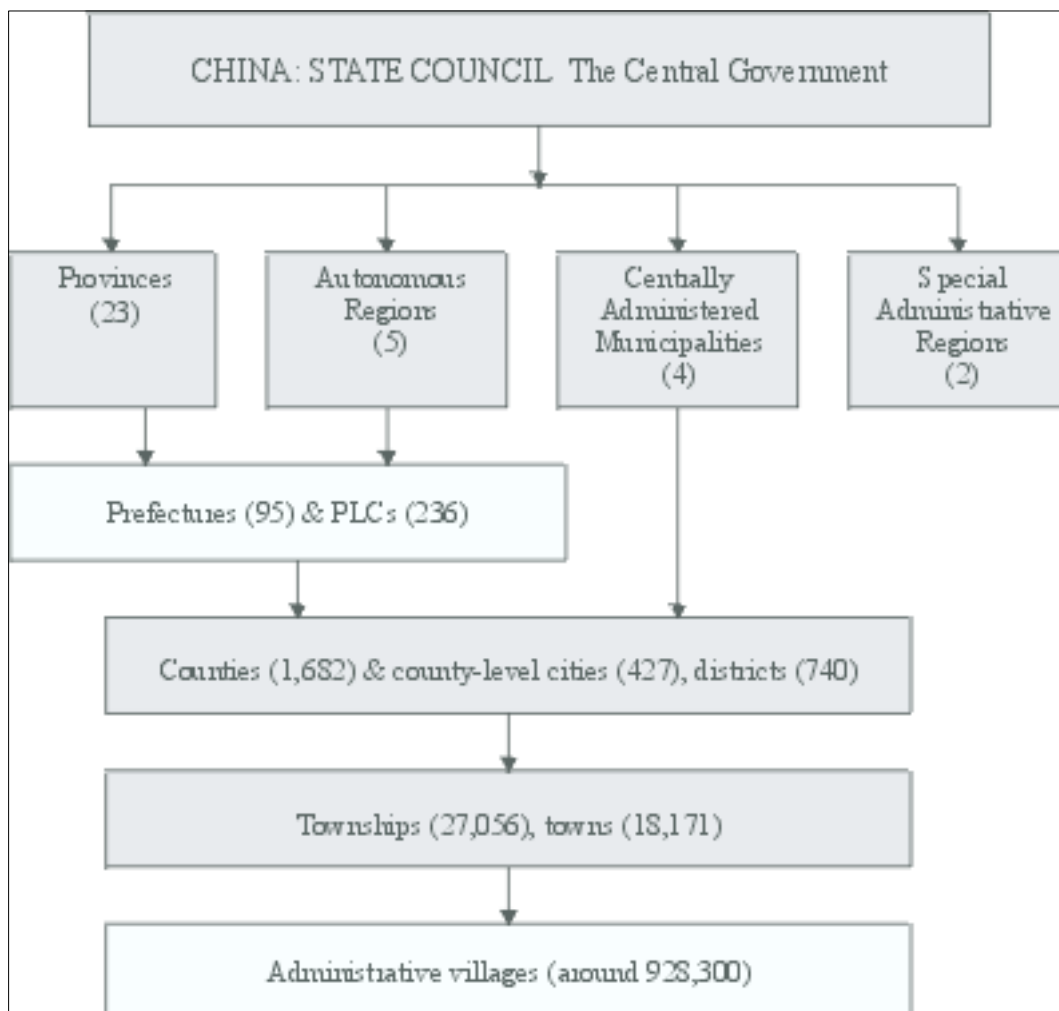 CHINA: STATE COUNCIL The Central Government
Provinces
(23)
Autonomous
Regions
(5)
Centrally
Administered
Municipalities
(4)
Special
Administrative
Regions
(2)
Prefectures (95) & PLCs (236)
Counties (1,682) & county-level cities (427), districts (740)
Townships (27,056), towns (18,171)
Administrative villages (around 928,300)